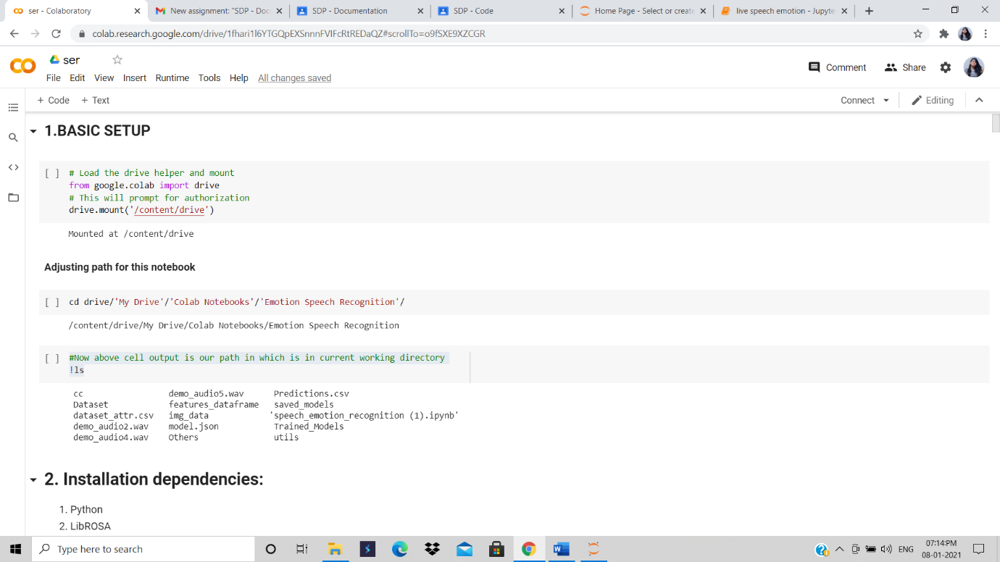 ser - Colaboratory
New assignment: "SDP - Doc
SDP - Documentation
SDP - Code
Home Page - Select or create
live speech emotion - Jupyte
colab.research.google.com/drive/1fhari1l6YTGQpEXSnnnFVIFcRtREDaQZ#scrollTo=o9fSXE9XZCGR
ser
File Edit View Insert Runtime Tools Help All changes saved
Comment Share
+ Code + Text
Connect Editing
1.BASIC SETUP
[ ] # Load the drive helper and mount
from google.colab import drive
# This will prompt for authorization
drive.mount('/content/drive')
Mounted at /content/drive
Adjusting path for this notebook
[ ] cd drive/'My Drive'/'Colab Notebooks'/'Emotion Speech Recognition'/
/content/drive/My Drive/Colab Notebooks/Emotion Speech Recognition
[ ] #Now above cell output is our path in which is in current working directory
!ls
cc demo_audio5.wav Predictions.csv
Dataset features_dataframe saved_models
dataset_attr.csv img_data 'speech_emotion_recognition (1).ipynb'
demo_audio2.wav model.json Trained_Models
demo_audio4.wav Others utils
2. Installation dependencies:
1. Python
2. LibROSA
Type here to search
ENG
07:14:PM
08-01-2021